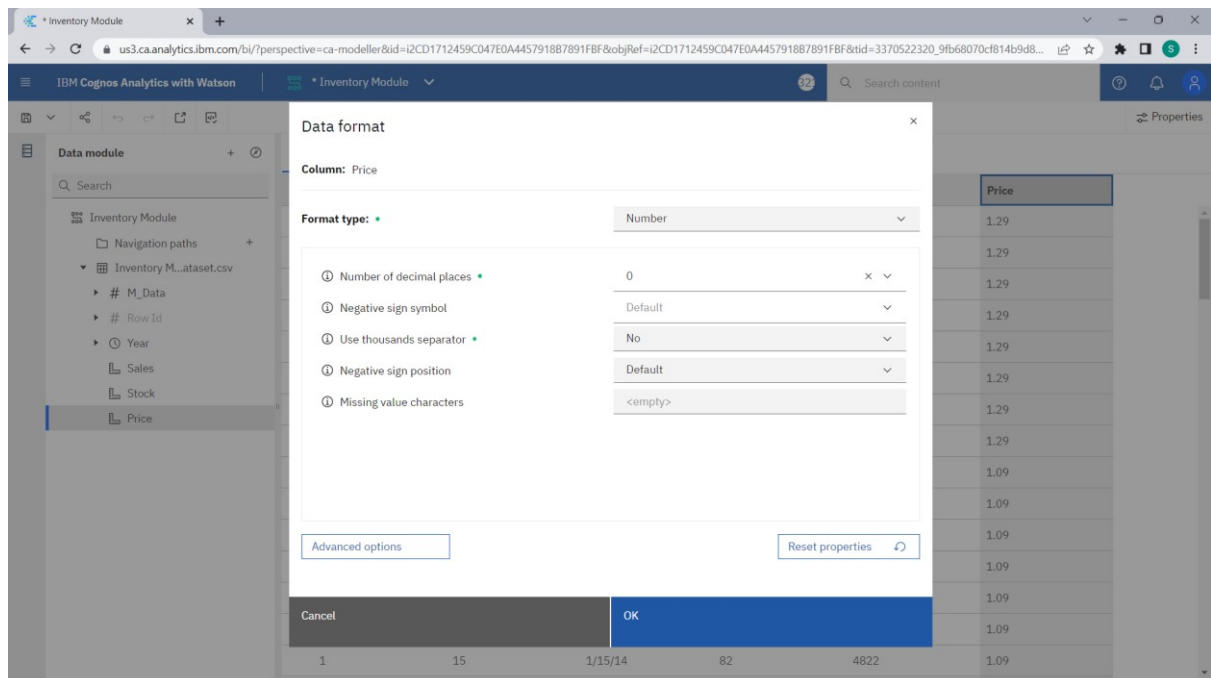 * Inventory Module
us3.ca.analytics.ibm.com/bi/?perspective=ca-modeller&id=i2CD1712459C047E0A4457918B7891FBF&objRef=i2CD1712459C047E0A4457918B7891FBF&tid=3370522320_9fb68070cf814b9d8...
S
IBM Cognos Analytics with Watson
* Inventory Module
Search content
Properties
Data module
Search
Inventory Module
Navigation paths
Inventory M...ataset.csv
# M_Data
# Row Id
Year
Sales
Stock
Price
Data format
Column: Price
Format type:
Number
Number of decimal places
0
Negative sign symbol
Default
Use thousands separator
No
Negative sign position
Default
Missing value characters
<empty>
Advanced options
Reset properties
Cancel
OK
Price
1.29
1.29
1.29
1.29
1.29
1.29
1.29
1.29
1.09
1.09
1.09
1.09
1.09
1.09
1 15 1/15/14 82 4822 1.09